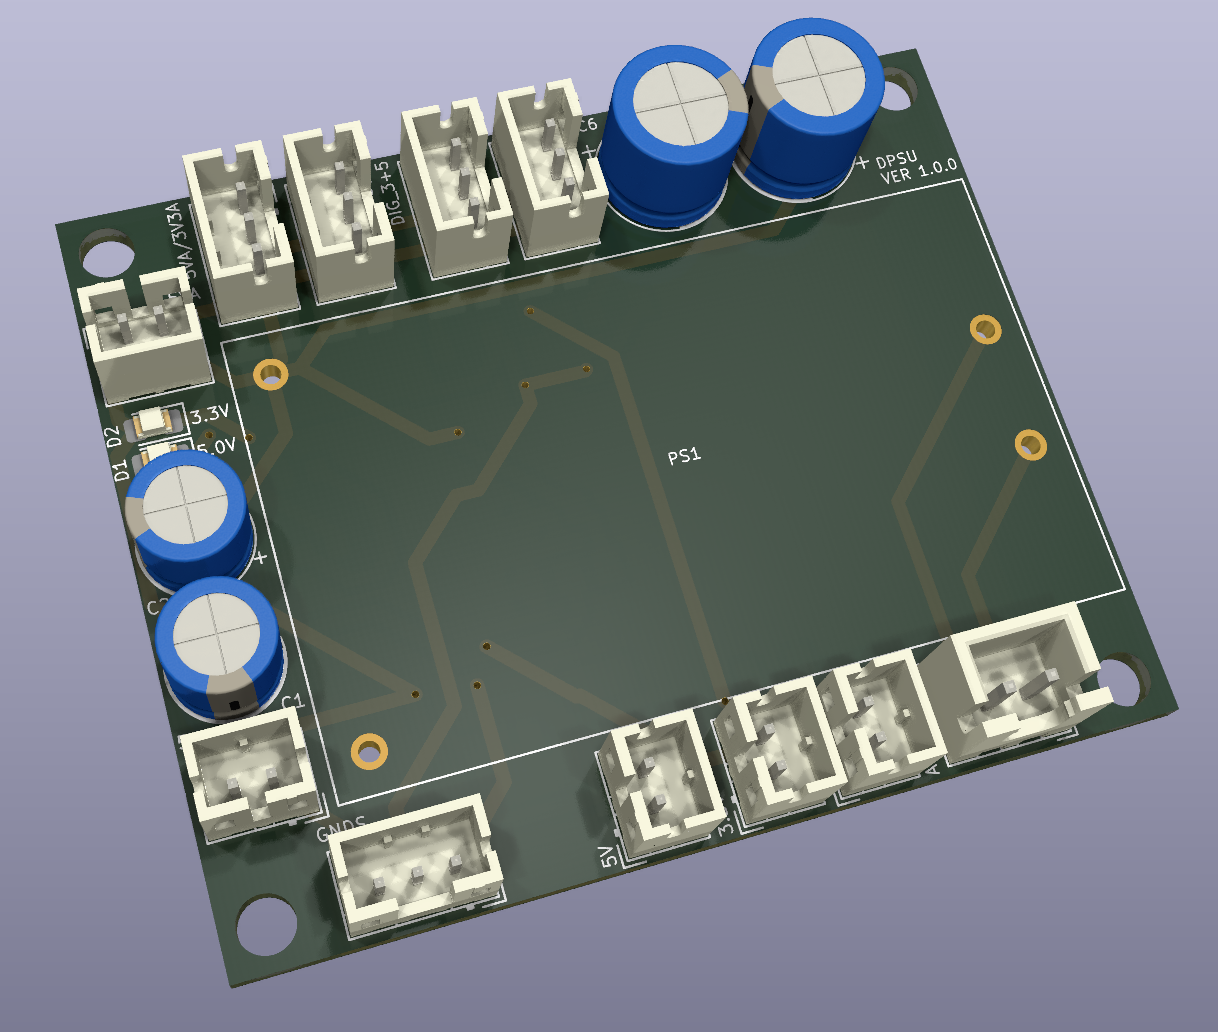 C6
DPSU
VER 1.0.0
DIG_3+5
5VA/3V3A
D2
3.3V
D1
5.0V
PS1
C1
GNDS
5V